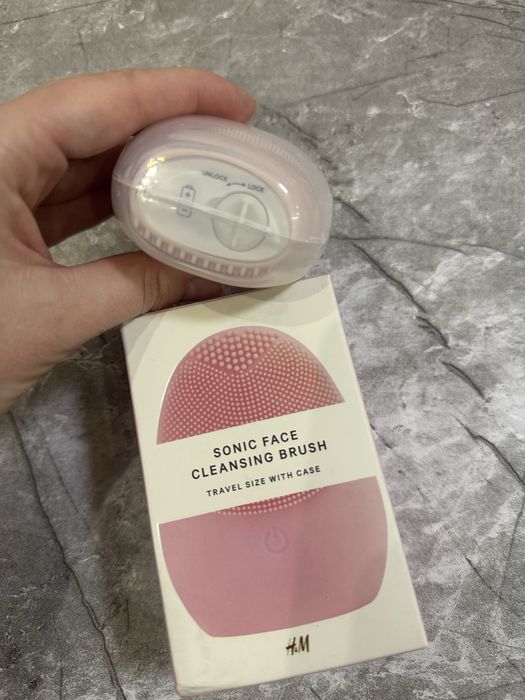 UNLOCK LOCK
SONIC FACE
CLEANSING BRUSH
TRAVEL SIZE WITH CASE
H&M